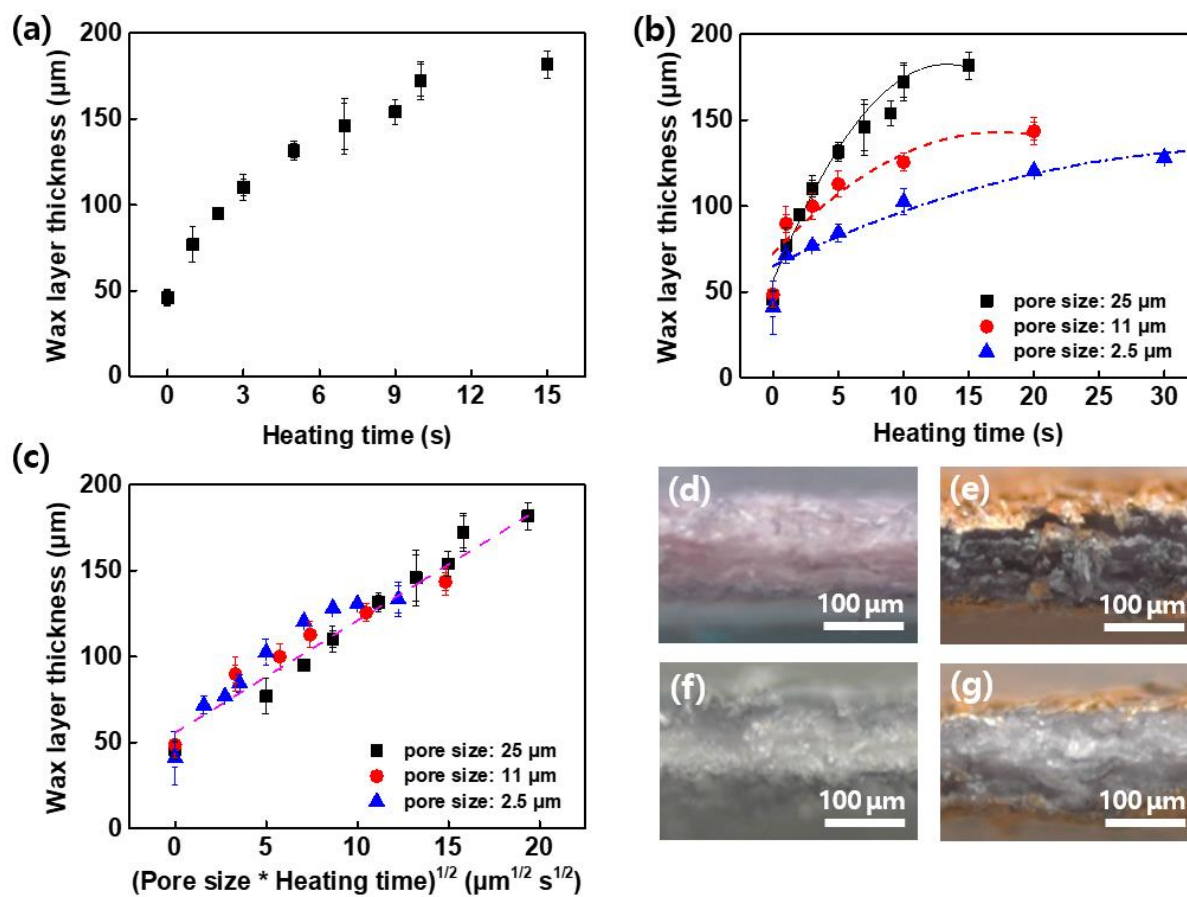 (a)
200
150
100
50
0
Wax layer thickness (µm)
0 3 6 9 12 15
Heating time (s)
(b)
200
150
100
50
0
Wax layer thickness (µm)
pore size: 25 µm
pore size: 11 µm
pore size: 2.5 µm
0 5 10 15 20 25 30
Heating time (s)
(c)
200
150
100
50
0
Wax layer thickness (µm)
pore size: 25 µm
pore size: 11 µm
pore size: 2.5 µm
0 5 10 15 20
(Pore size * Heating time)^1/2 (µm^1/2 s^1/2)
(d)
100 µm
(e)
100 µm
(f)
100 µm
(g)
100 µm